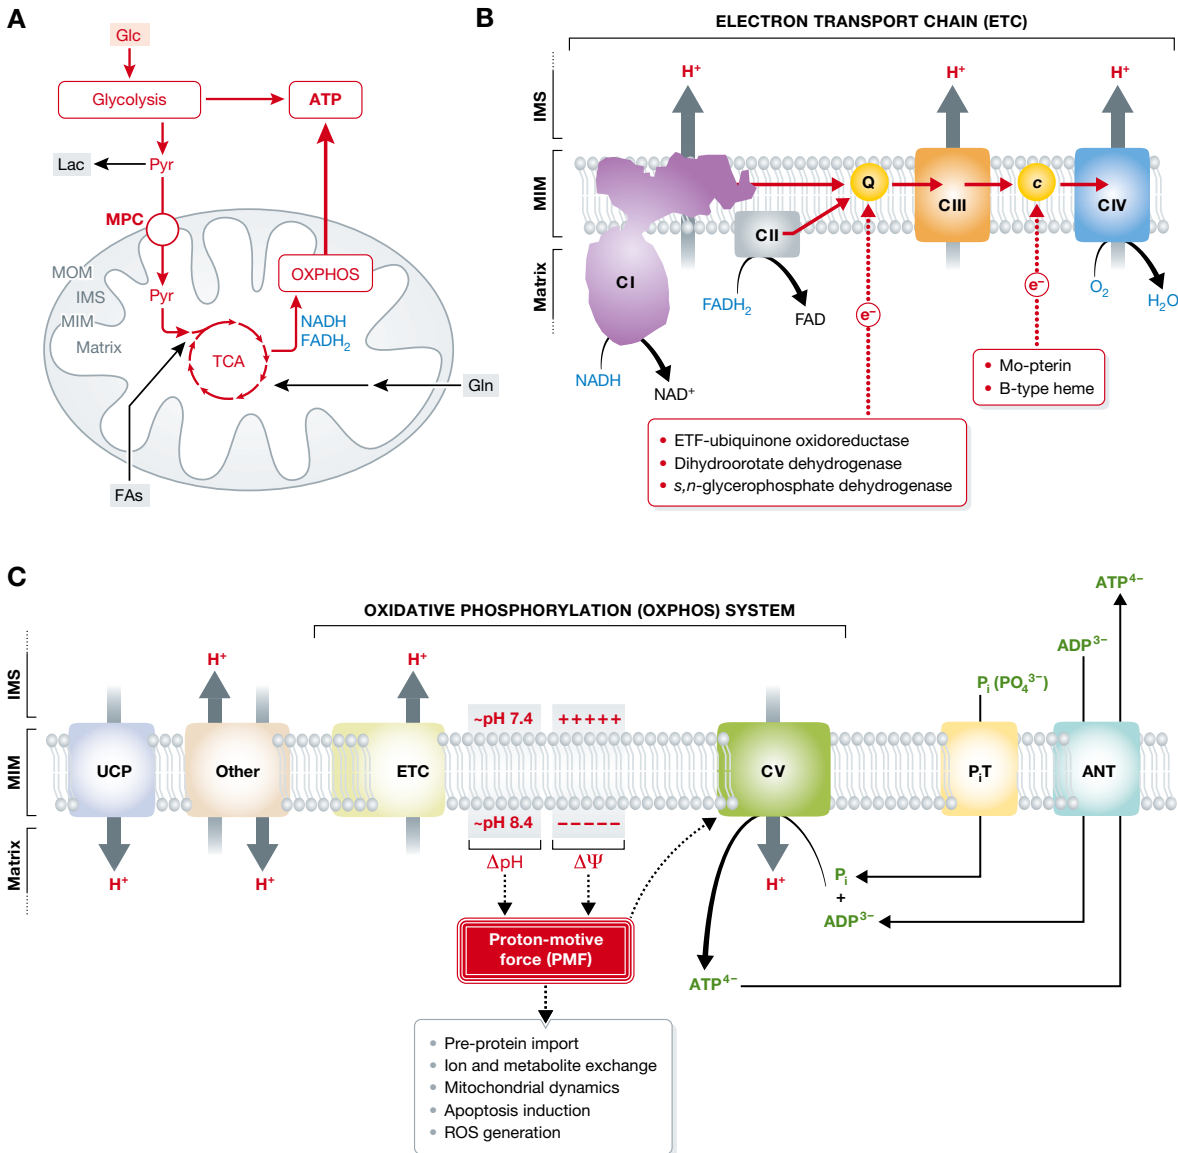 A
Glc
Glycolysis
ATP
Lac
Pyr
MPC
MOM
IMS
MIM
Matrix
Pyr
OXPHOS
NADH
FADH₂
TCA
Gln
FAs
B
ELECTRON TRANSPORT CHAIN (ETC)
IMS
MIM
Matrix
H⁺
H⁺
H⁺
CI
CII
Q
CIII
c
CIV
NADH
NAD⁺
FADH₂
FAD
e⁻
e⁻
O₂
H₂O
• Mo-pterin
• B-type heme
• ETF-ubiquinone oxidoreductase
• Dihydroorotate dehydrogenase
• s,n-glycerophosphate dehydrogenase
C
OXIDATIVE PHOSPHORYLATION (OXPHOS) SYSTEM
IMS
MIM
Matrix
H⁺
H⁺
ATP⁴⁻
ADP³⁻
Pᵢ (PO₄³⁻)
~pH 7.4
+++++
UCP
Other
ETC
CV
PᵢT
ANT
~pH 8.4
−−−−−
ΔpH
ΔΨ
H⁺
H⁺
H⁺
Pᵢ
+
ADP³⁻
ATP⁴⁻
Proton-motive
force (PMF)
• Pre-protein import
• Ion and metabolite exchange
• Mitochondrial dynamics
• Apoptosis induction
• ROS generation